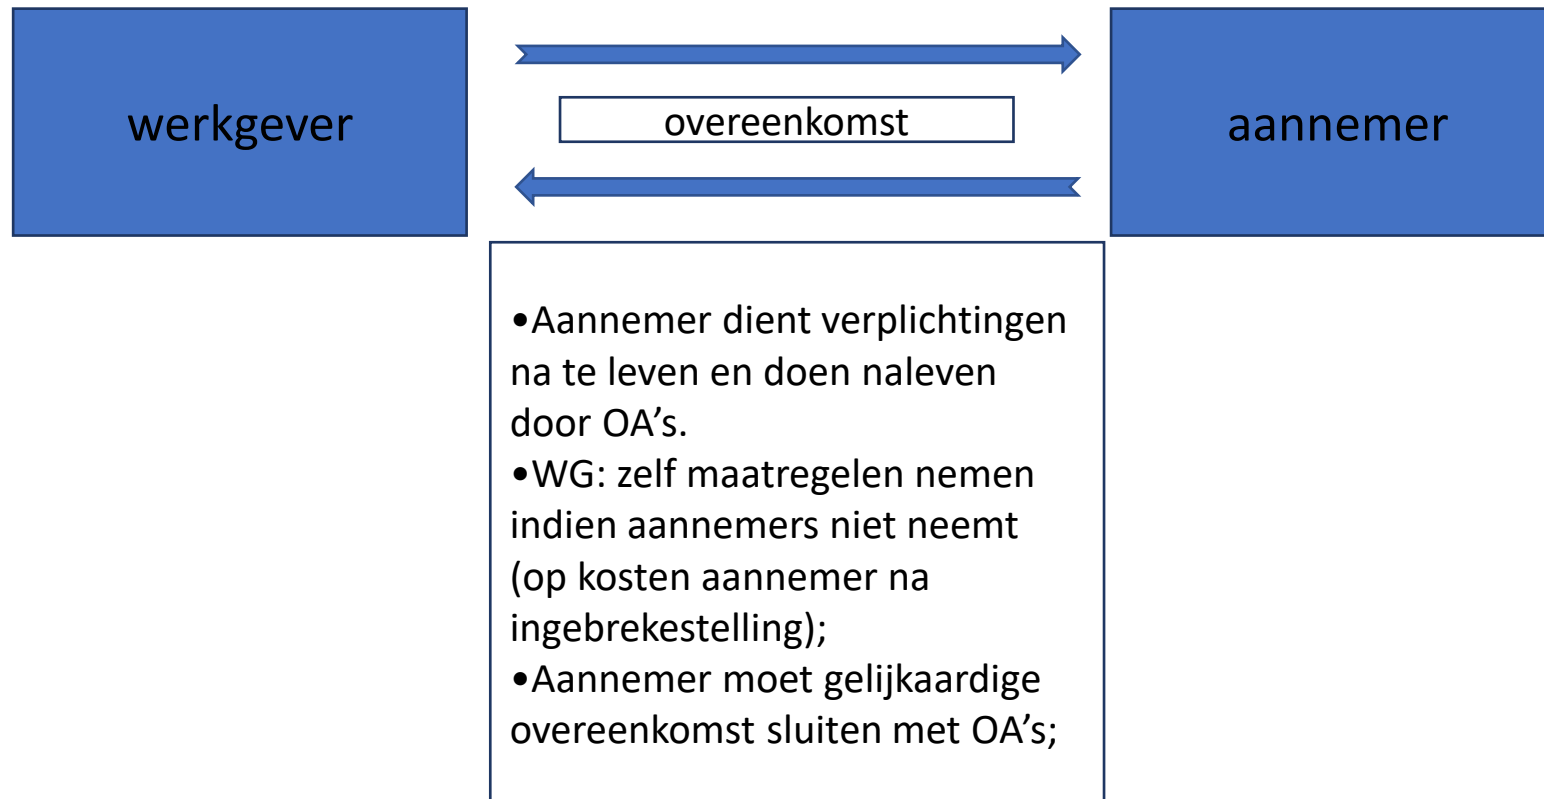 werkgever
overeenkomst
aannemer
•Aannemer dient verplichtingen
na te leven en doen naleven
door OA’s.
•WG: zelf maatregelen nemen
indien aannemers niet neemt
(op kosten aannemer na
ingebrekestelling);
•Aannemer moet gelijkaardige
overeenkomst sluiten met OA’s;